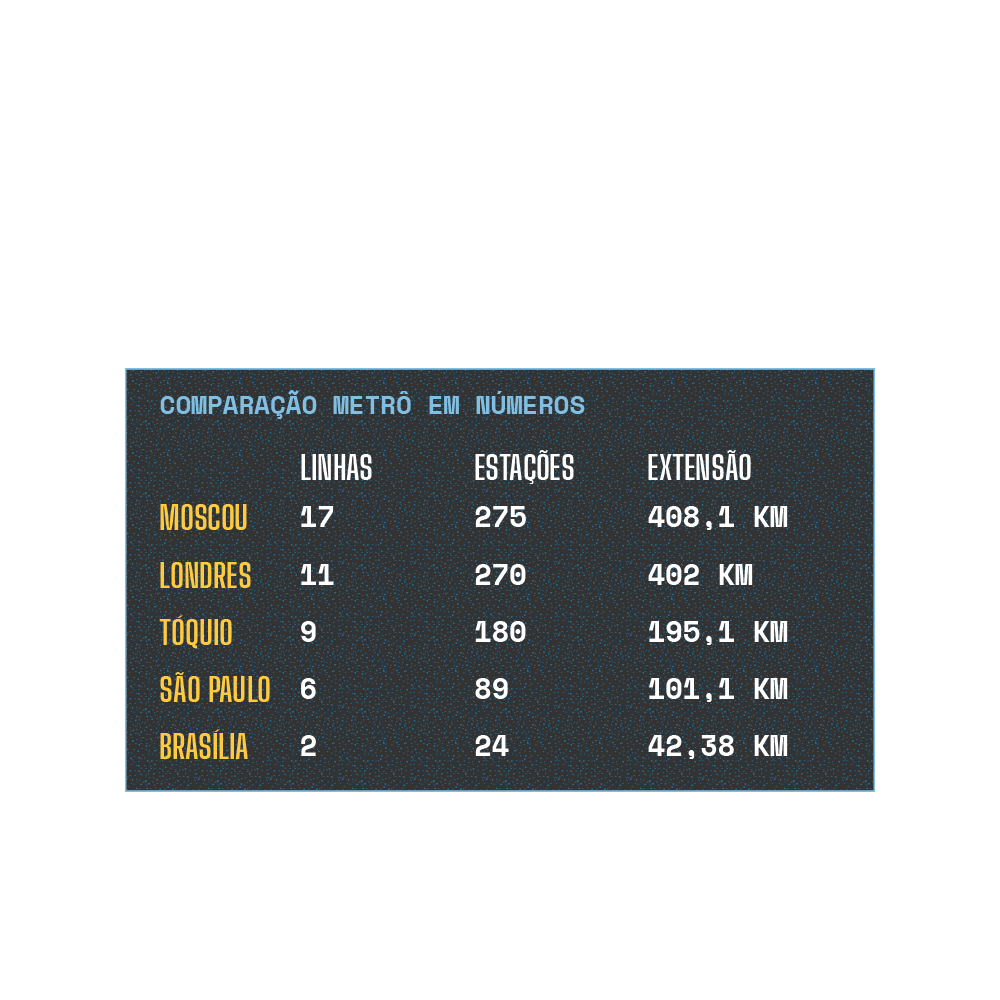 COMPARAÇÃO METRÔ EM NÚMEROS
LINHAS ESTAÇÕES EXTENSÃO
MOSCOU 17 275 408,1 KM
LONDRES 11 270 402 KM
TÓQUIO 9 180 195,1 KM
SÃO PAULO 6 89 101,1 KM
BRASÍLIA 2 24 42,38 KM